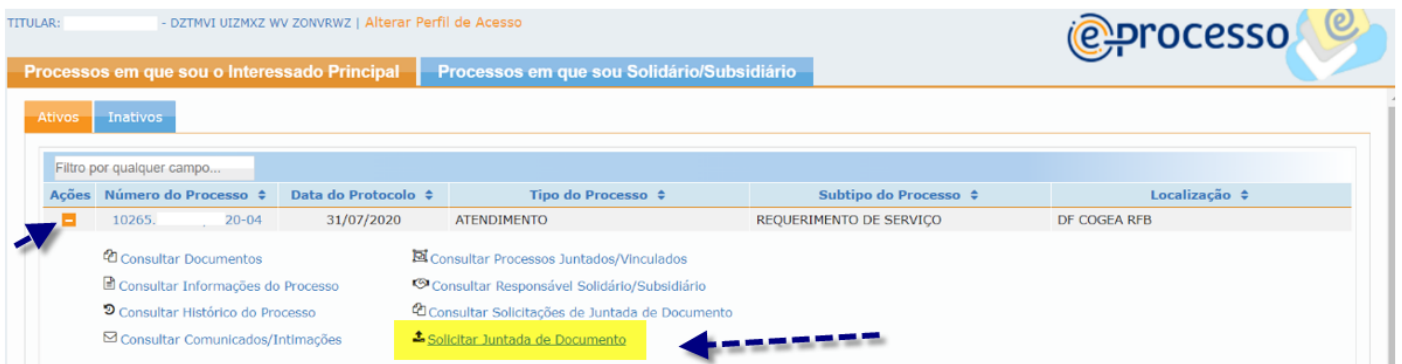 TITULAR: - DZTMVI UIZMXZ WV ZONVRWZ | Alterar Perfil de Acesso
e-processo
Processos em que sou o Interessado Principal Processos em que sou Solidário/Subsidiário
Ativos Inativos
Filtro por qualquer campo...
Ações Número do Processo Data do Protocolo Tipo do Processo Subtipo do Processo Localização
10265. 20-04 31/07/2020 ATENDIMENTO REQUERIMENTO DE SERVIÇO DF COGEA RFB
Consultar Documentos Consultar Processos Juntados/Vinculados
Consultar Informações do Processo Consultar Responsável Solidário/Subsidiário
Consultar Histórico do Processo Consultar Solicitações de Juntada de Documento
Consultar Comunicados/Intimações Solicitar Juntada de Documento